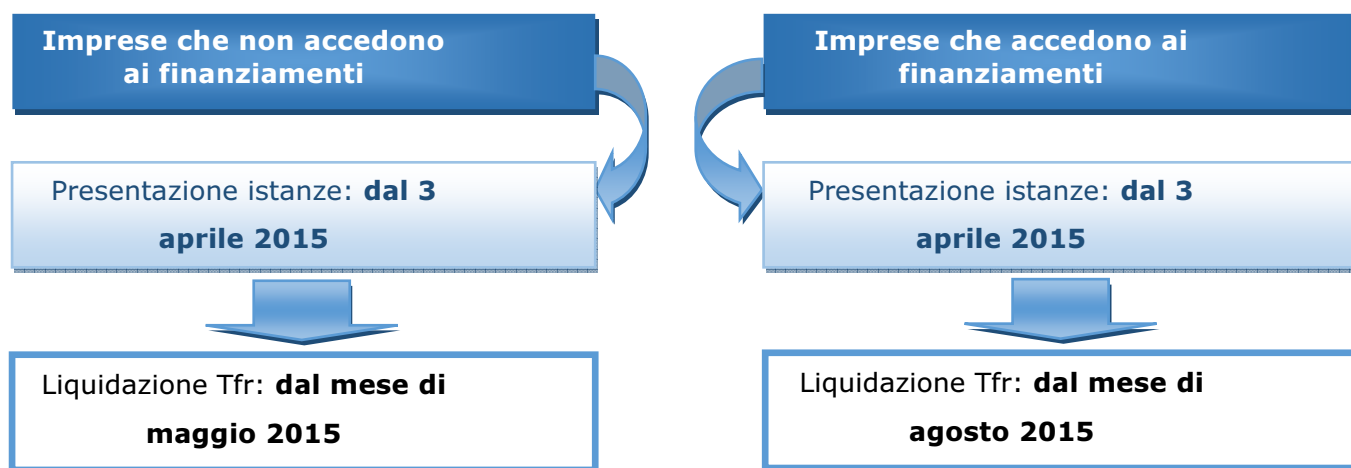 Imprese che non accedono
ai finanziamenti
Presentazione istanze: dal 3
aprile 2015
Liquidazione Tfr: dal mese di
maggio 2015
Imprese che accedono ai
finanziamenti
Presentazione istanze: dal 3
aprile 2015
Liquidazione Tfr: dal mese di
agosto 2015